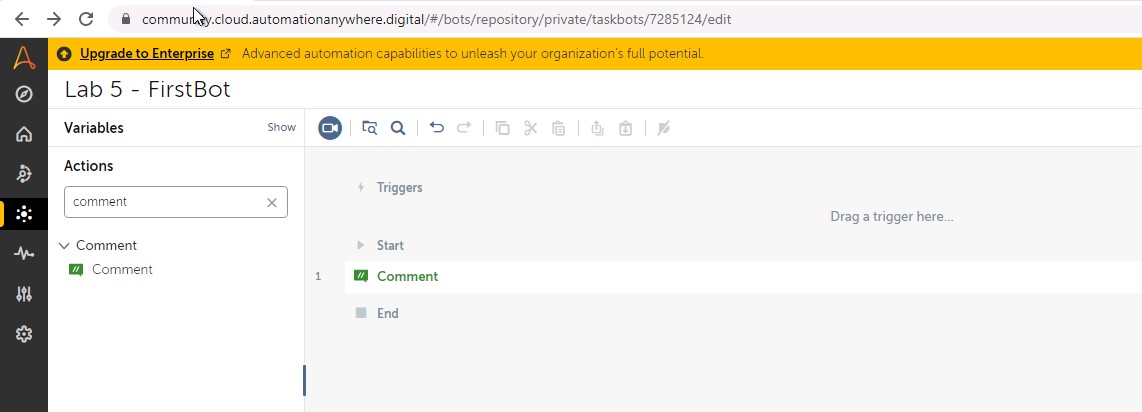 community.cloud.automationanywhere.digital/#/bots/repository/private/taskbots/7285124/edit
Upgrade to Enterprise Advanced automation capabilities to unleash your organization's full potential.
Lab 5 - FirstBot
Variables Show
Actions
comment
Comment
Comment
Triggers
Drag a trigger here...
Start
1 Comment
End